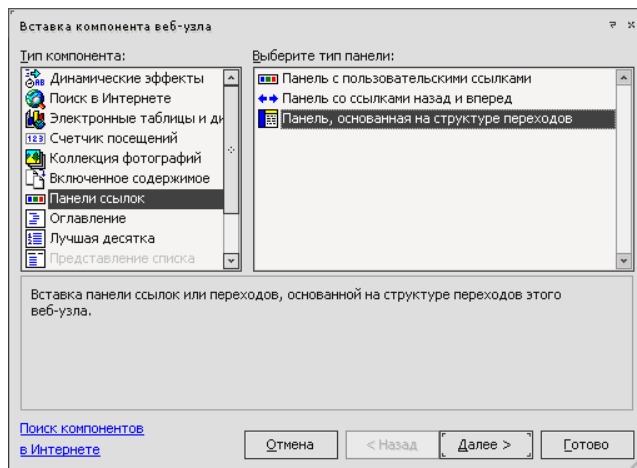 Вставка компонента веб-узла
Тип компонента:
Динамические эффекты
Поиск в Интернете
Электронные таблицы и ди
Счетчик посещений
Коллекция фотографий
Включенное содержимое
Панели ссылок
Оглавление
Лучшая десятка
Представление списка
Выберите тип панели:
Панель с пользовательскими ссылками
Панель со ссылками назад и вперед
Панель, основанная на структуре переходов
Вставка панели ссылок или переходов, основанной на структуре переходов этого
веб-узла.
Поиск компонентов
в Интернете
Отмена
< Назад
Далее >
Готово